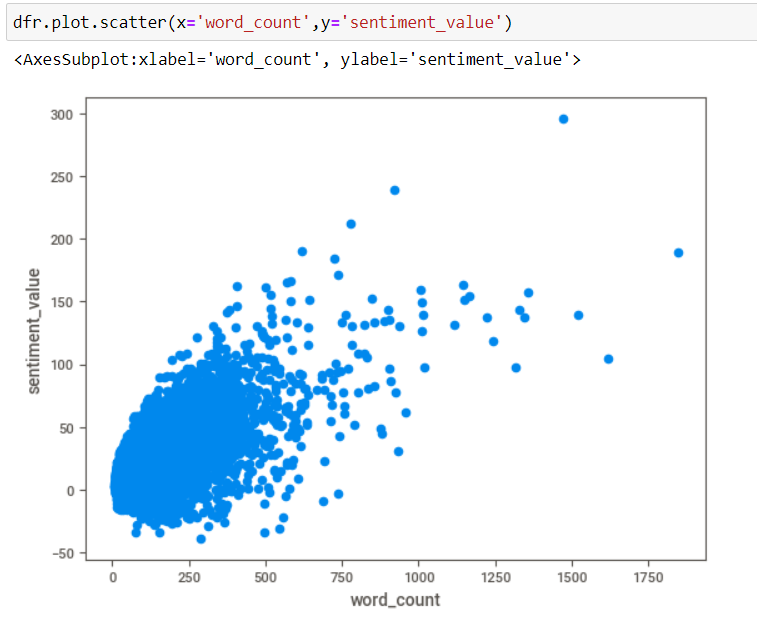 dfr.plot.scatter(x='word_count',y='sentiment_value')
<AxesSubplot:xlabel='word_count', ylabel='sentiment_value'>
300
250
200
150
100
50
0
-50
sentiment_value
0 250 500 750 1000 1250 1500 1750
word_count